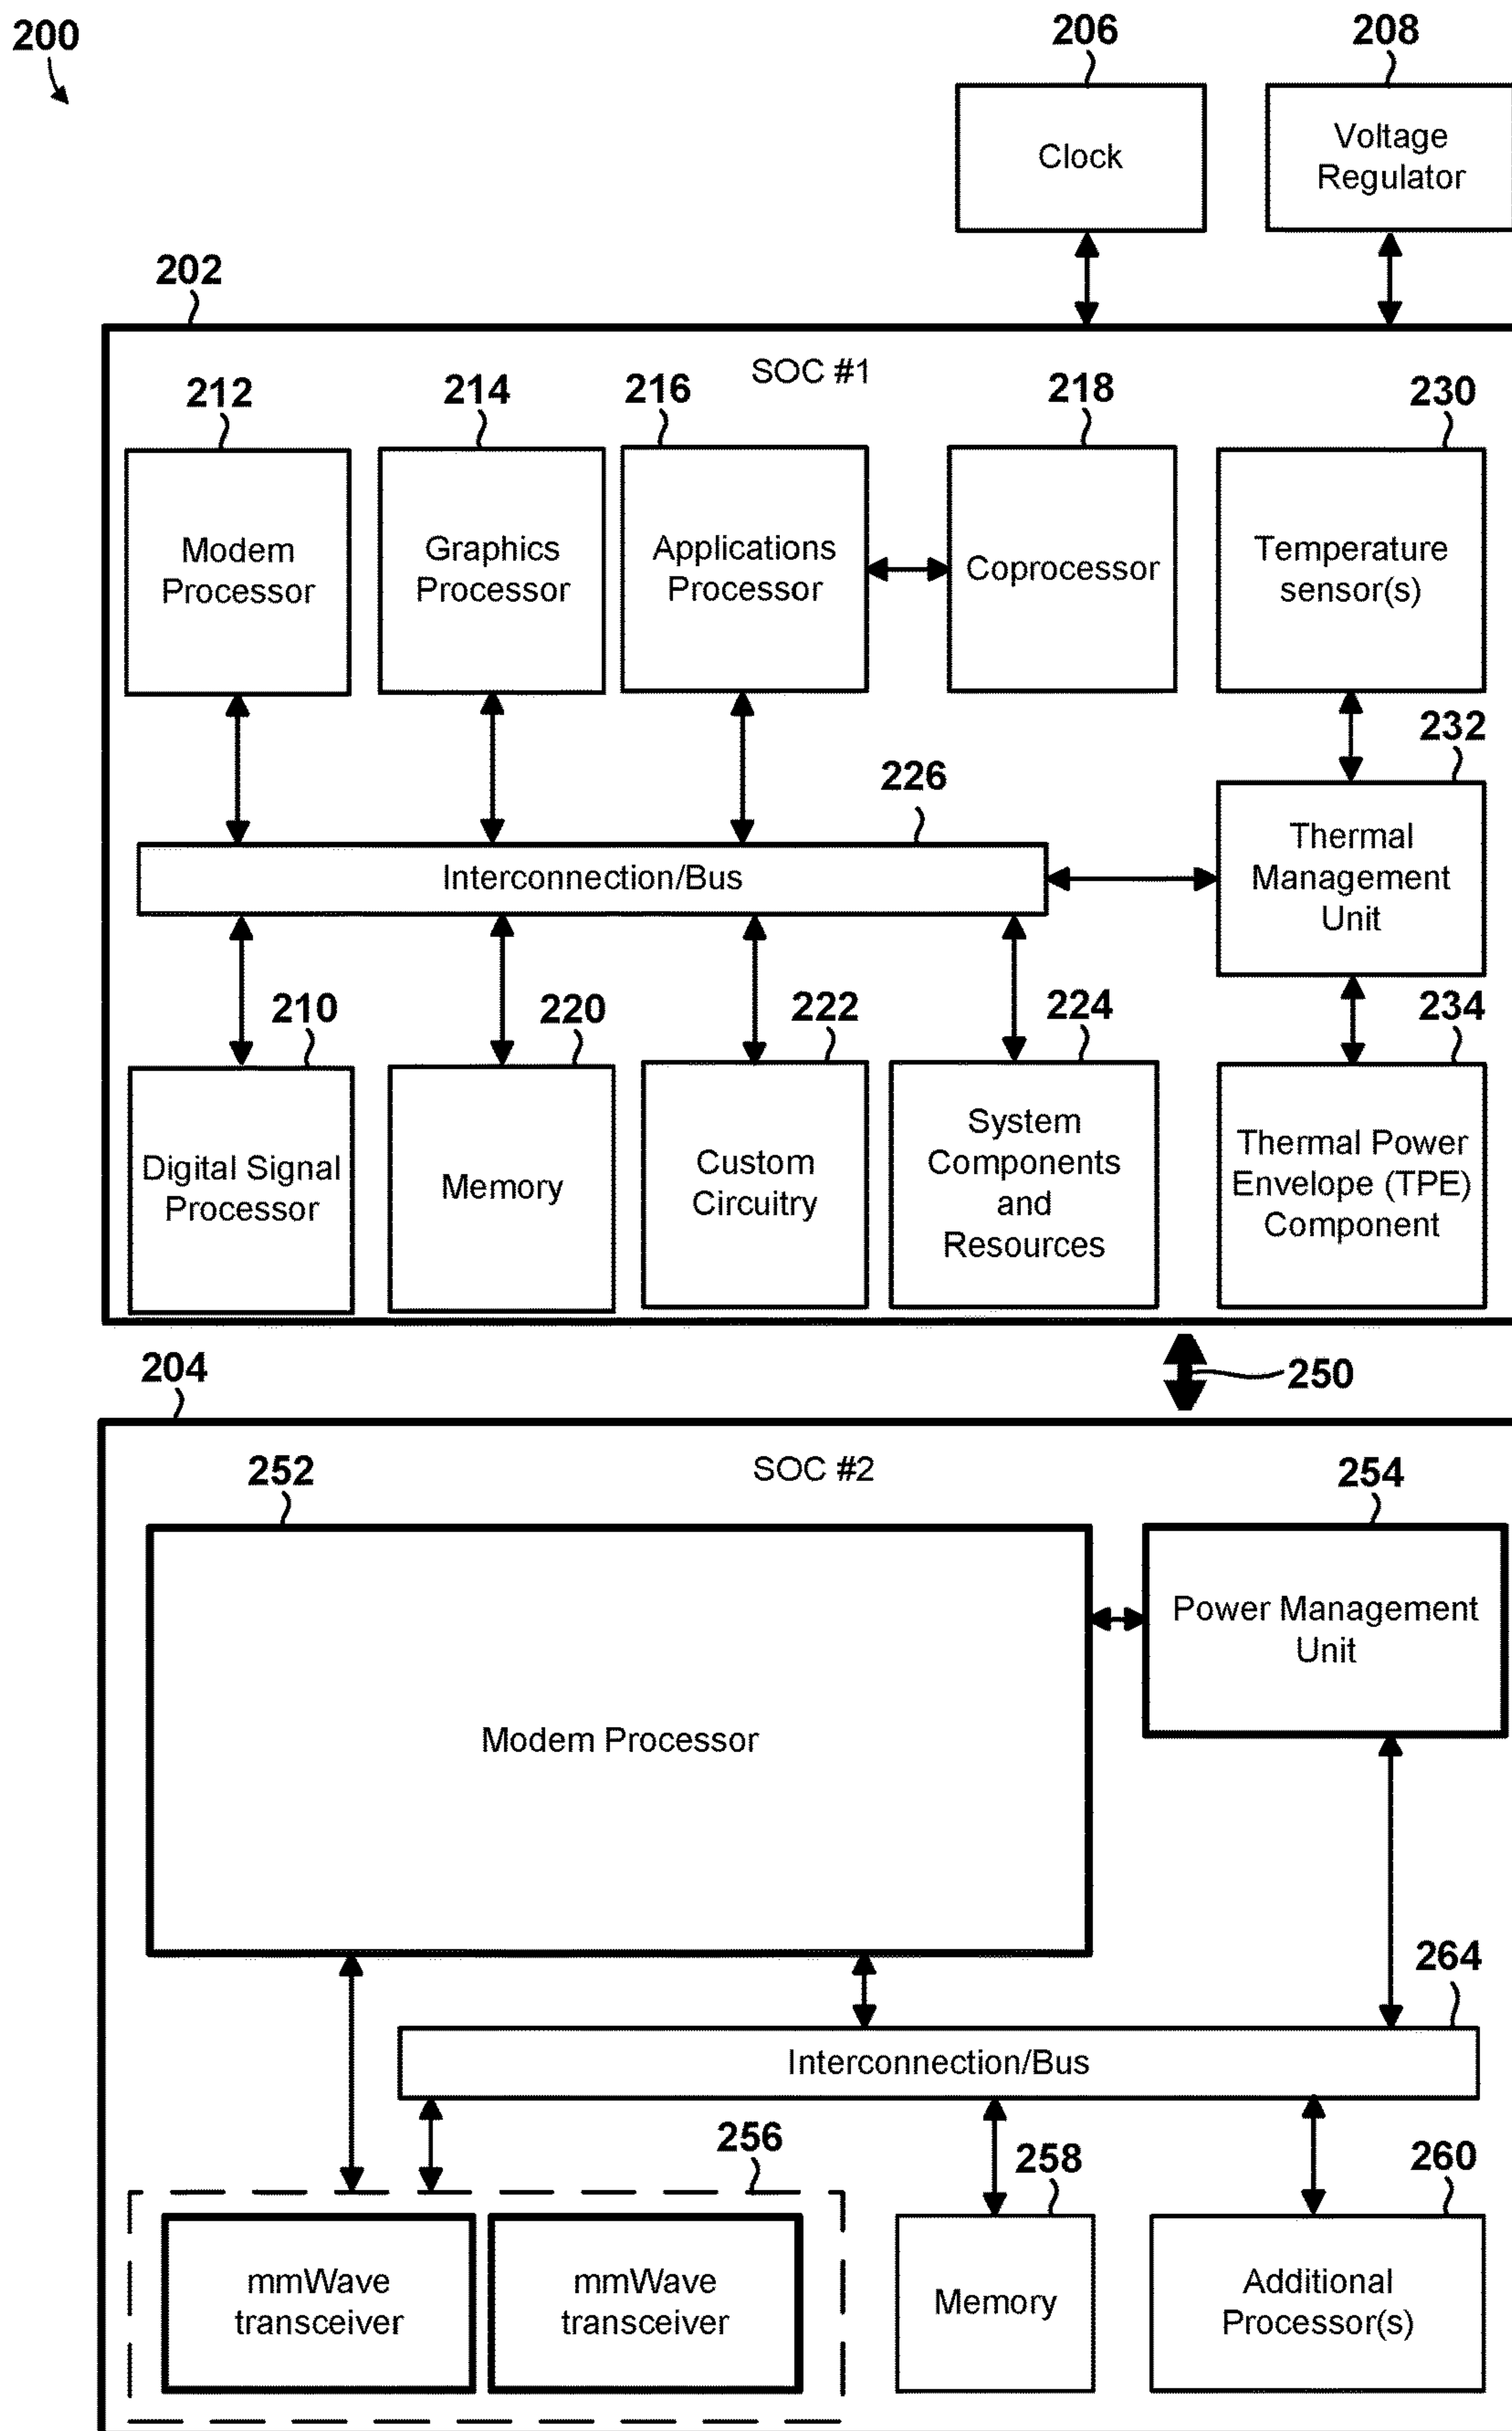 200
206
208
Clock
Voltage
Regulator
202
SOC #1
212
214
216
218
230
Modem
Processor
Graphics
Processor
Applications
Processor
Coprocessor
Temperature
sensor(s)
232
226
Interconnection/Bus
Thermal
Management
Unit
210
220
222
224
234
Digital Signal
Processor
Memory
Custom
Circuitry
System
Components
and
Resources
Thermal Power
Envelope (TPE)
Component
250
204
SOC #2
252
254
Modem Processor
Power Management
Unit
264
Interconnection/Bus
256
258
260
mmWave
transceiver
mmWave
transceiver
Memory
Additional
Processor(s)